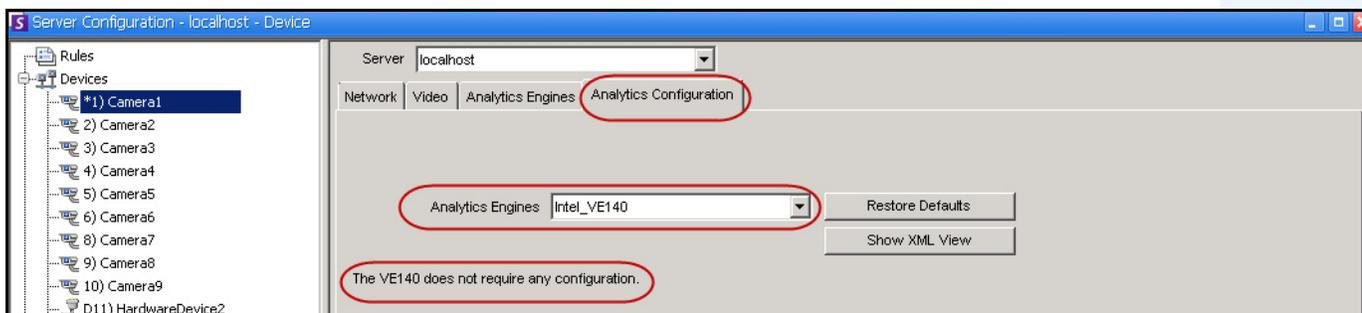 Server Configuration - localhost - Device
Rules
Devices
*1) Camera1
2) Camera2
3) Camera3
4) Camera4
5) Camera5
6) Camera6
8) Camera7
9) Camera8
10) Camera9
D11) HardwareDevice2
Server localhost
Network Video Analytics Engines Analytics Configuration
Analytics Engines Intel_VE140 Restore Defaults
Show XML View
The VE140 does not require any configuration.